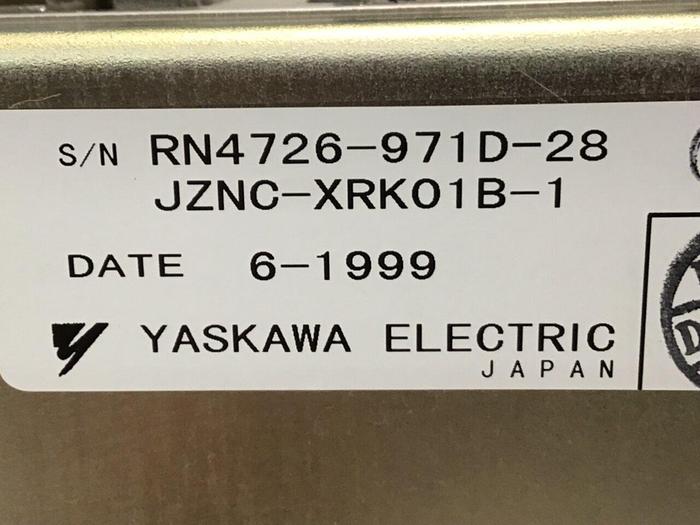 S/N RN4726-971D-28
JZNC-XRK01B-1
DATE 6-1999
YASKAWA ELECTRIC
JAPAN